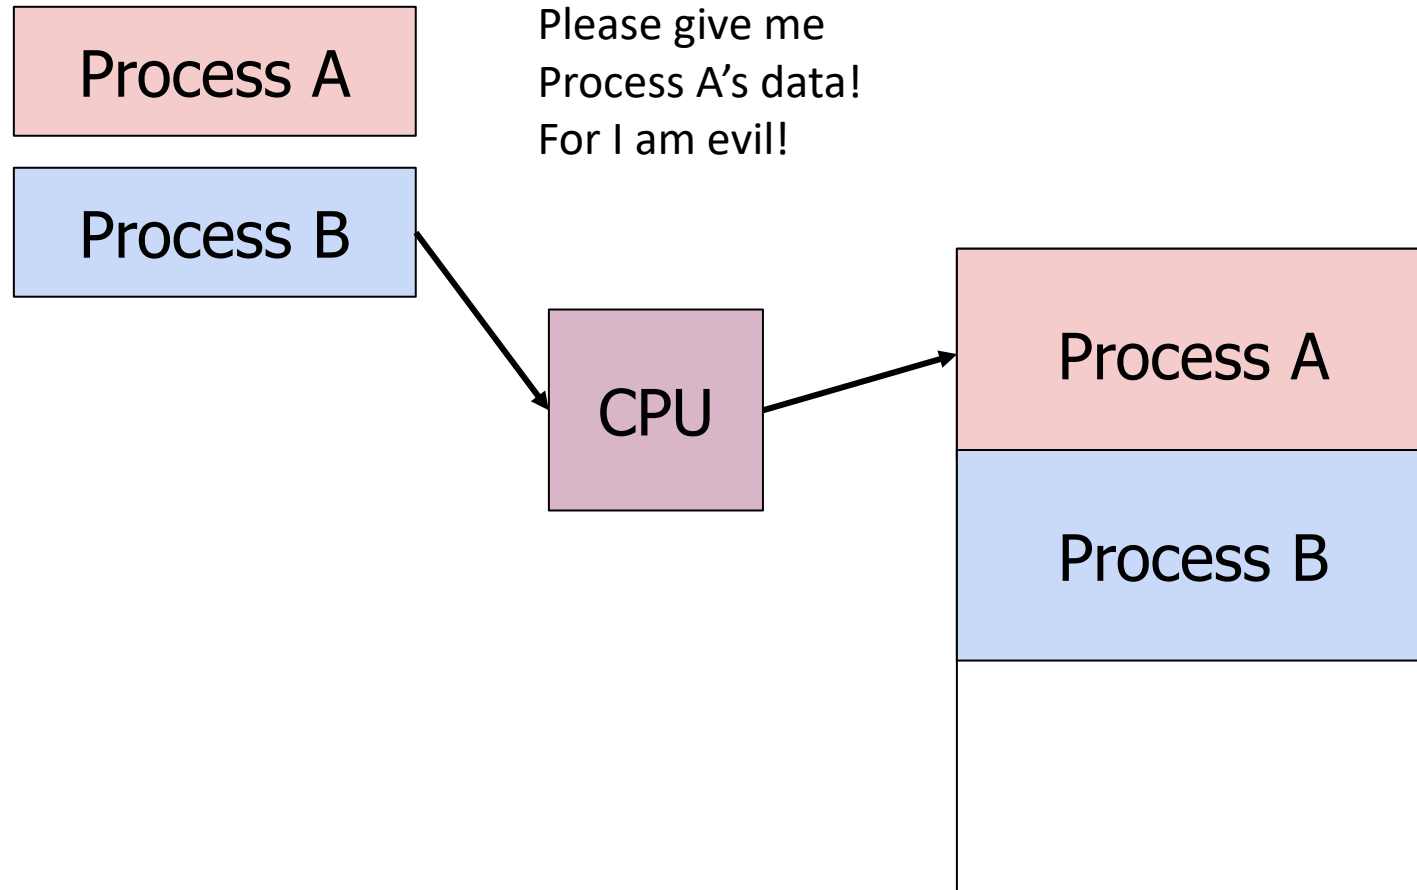 Process A
Please give me
Process A’s data!
For I am evil!
Process B
CPU
Process A
Process B